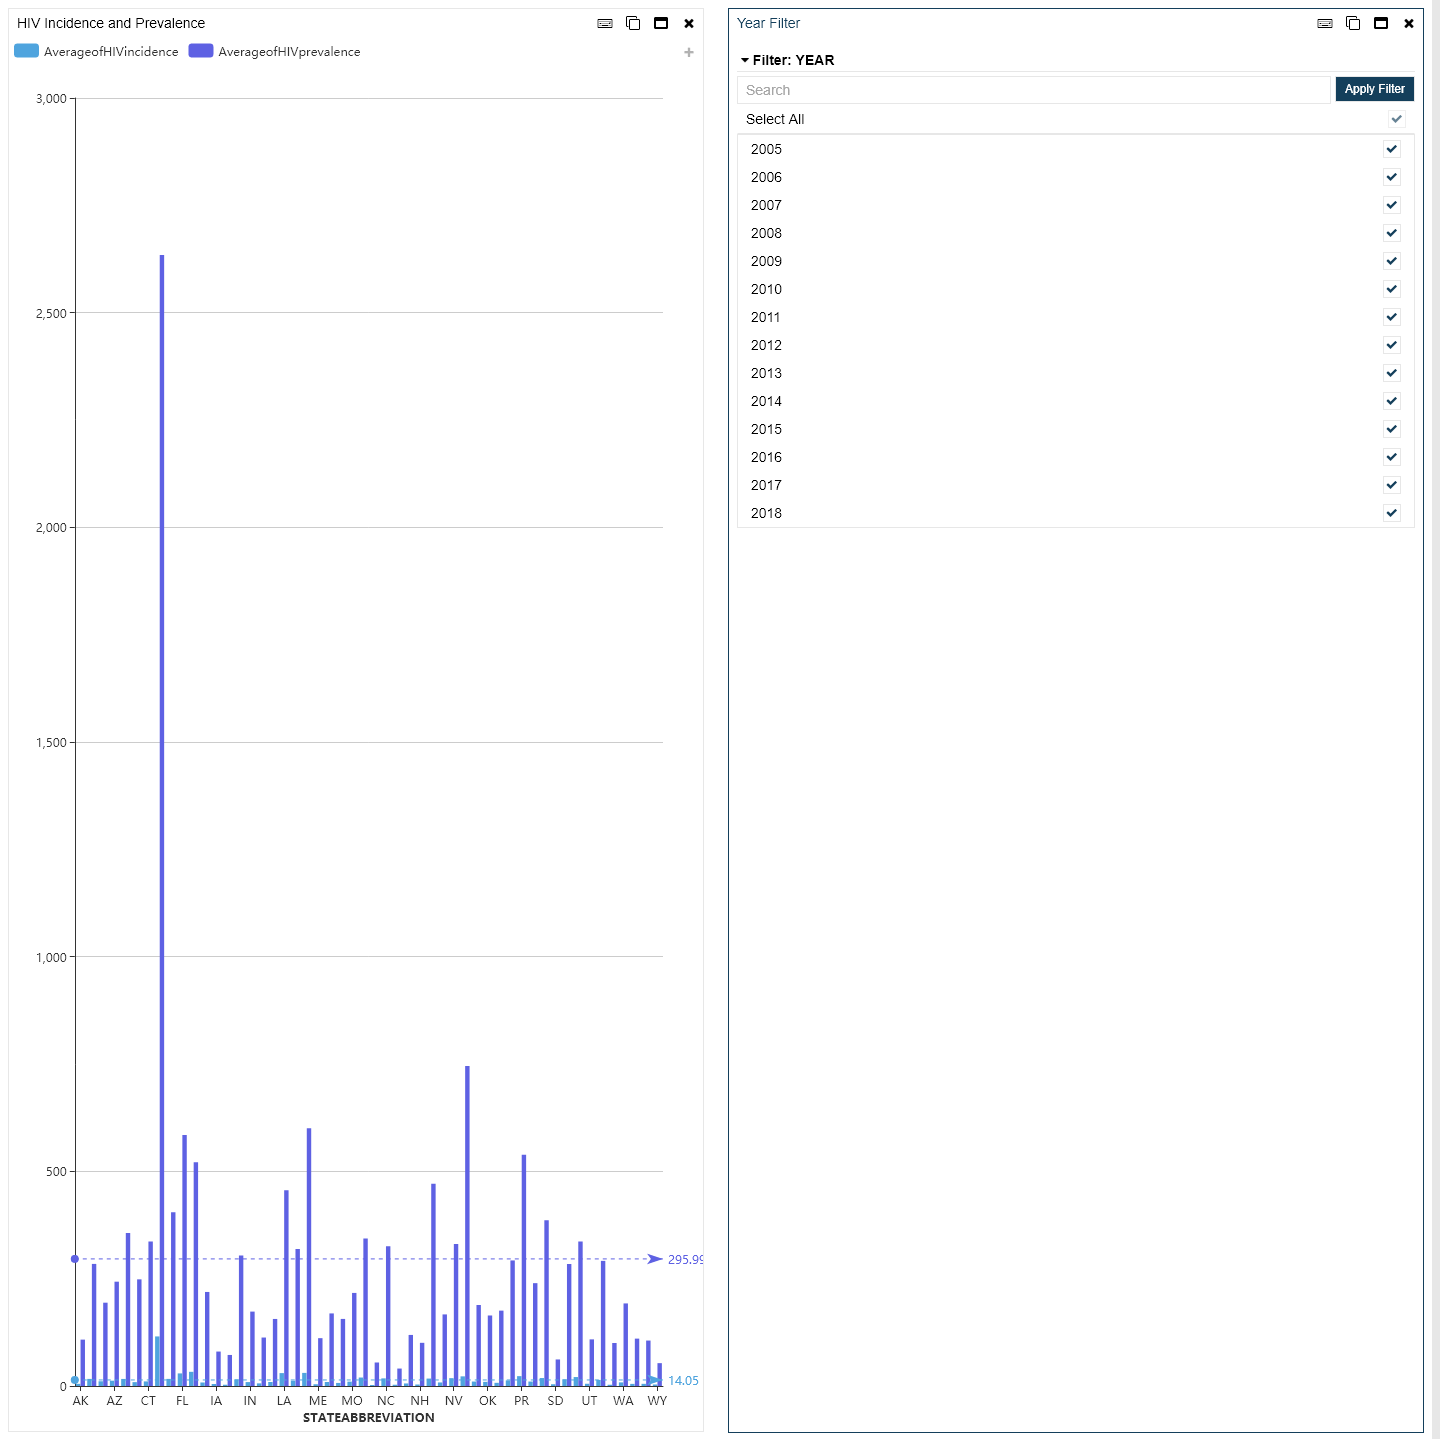 HIV Incidence and Prevalence
AverageofHIVincidence AverageofHIVprevalence
3,000
2,500
2,000
1,500
1,000
500
0
295.99
14.05
AK AZ CT FL IA IN LA ME MO NC NH NV OK PR SD UT WA WY
STATEABBREVIATION
Year Filter
Filter: YEAR
Search Apply Filter
Select All
2005
2006
2007
2008
2009
2010
2011
2012
2013
2014
2015
2016
2017
2018